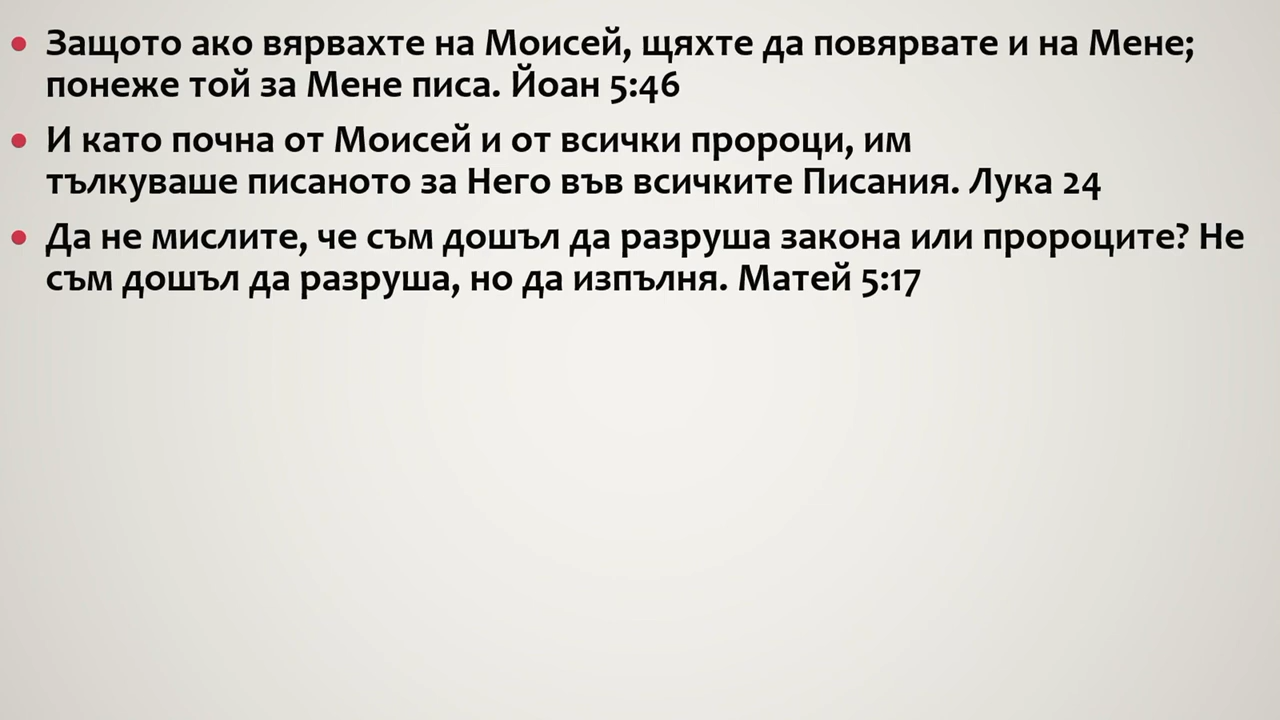 • Защото ако вярвахте на Моисей, щяхте да повярвате и на Мене;
понеже той за Мене писа. Йоан 5:46
• И като почна от Моисей и от всички пророци, им
тълкуваше писаното за Него във всичките Писания. Лука 24
• Да не мислите, че съм дошъл да разруша закона или пророците? Не
съм дошъл да разруша, но да изпълня. Матей 5:17